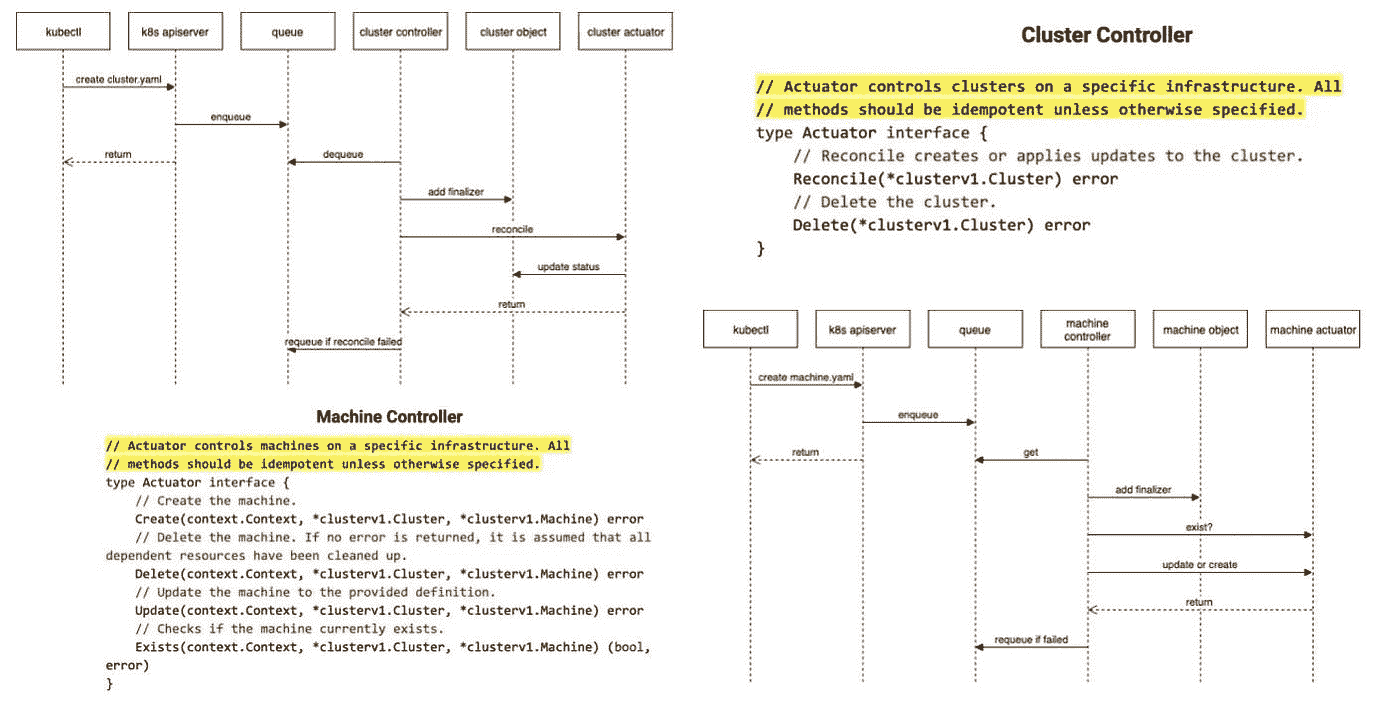 kubectl
k8s apiserver
queue
cluster controller
cluster object
cluster actuator
create cluster.yaml
enqueue
return
dequeue
add finalizer
reconcile
update status
return
requeue if reconcile failed
Cluster Controller
// Actuator controls clusters on a specific infrastructure. All
// methods should be idempotent unless otherwise specified.
type Actuator interface {
// Reconcile creates or applies updates to the cluster.
Reconcile(*clusterv1.Cluster) error
// Delete the cluster.
Delete(*clusterv1.Cluster) error
}
Machine Controller
// Actuator controls machines on a specific infrastructure. All
// methods should be idempotent unless otherwise specified.
type Actuator interface {
// Create the machine.
Create(context.Context, *clusterv1.Cluster, *clusterv1.Machine) error
// Delete the machine. If no error is returned, it is assumed that all
dependent resources have been cleaned up.
Delete(context.Context, *clusterv1.Cluster, *clusterv1.Machine) error
// Update the machine to the provided definition.
Update(context.Context, *clusterv1.Cluster, *clusterv1.Machine) error
// Checks if the machine currently exists.
Exists(context.Context, *clusterv1.Cluster, *clusterv1.Machine) (bool,
error)
}
kubectl
k8s apiserver
queue
machine
controller
machine object
machine actuator
create machine.yaml
enqueue
return
get
add finalizer
exist?
update or create
return
requeue if failed